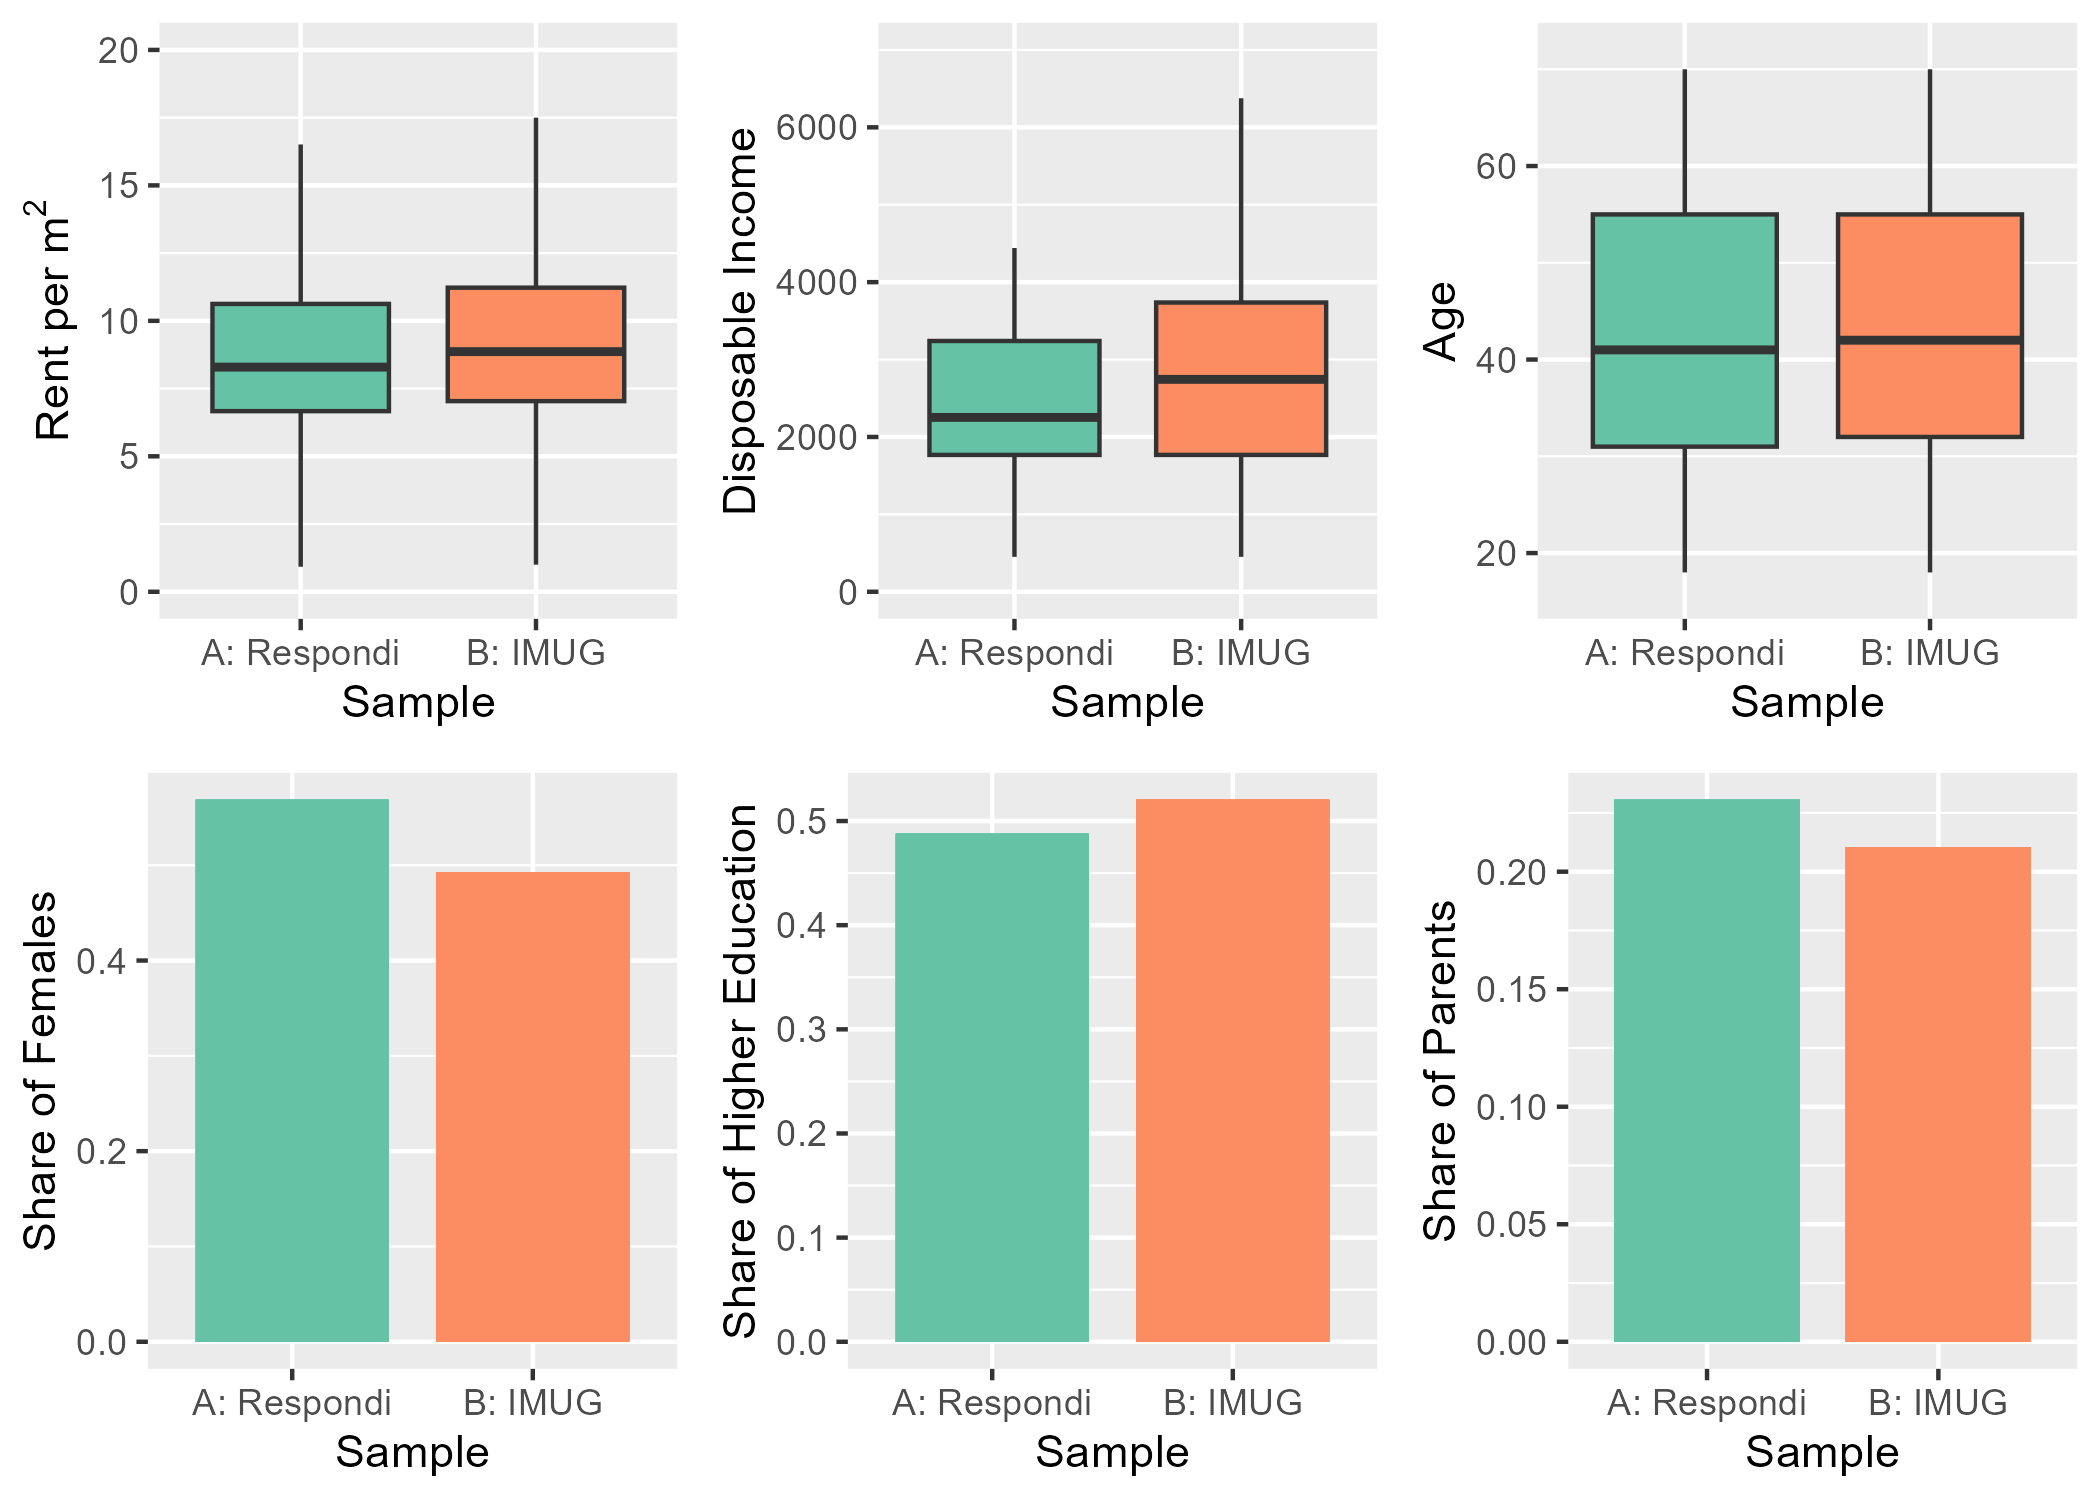 Rent per m²
20
15
10
5
0
A: Respondi
B: IMUG
Sample
Disposable Income
6000
4000
2000
0
A: Respondi
B: IMUG
Sample
Age
60
40
20
A: Respondi
B: IMUG
Sample
Share of Females
0.4
0.2
0.0
A: Respondi
B: IMUG
Sample
Share of Higher Education
0.5
0.4
0.3
0.2
0.1
0.0
A: Respondi
B: IMUG
Sample
Share of Parents
0.20
0.15
0.10
0.05
0.00
A: Respondi
B: IMUG
Sample